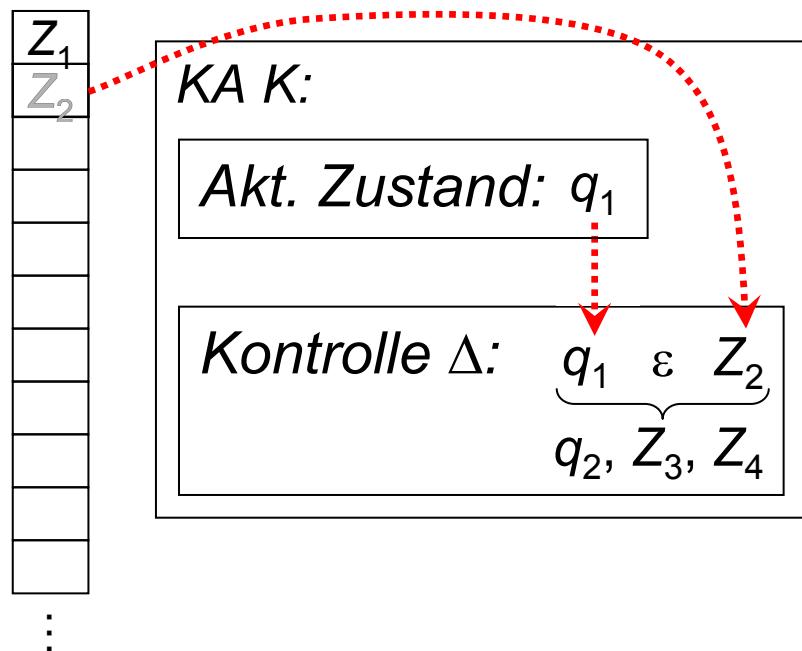 Z₁
Z₂
⋮
KA K:
Akt. Zustand: q₁
Kontrolle Δ: q₁ ε Z₂
q₂, Z₃, Z₄